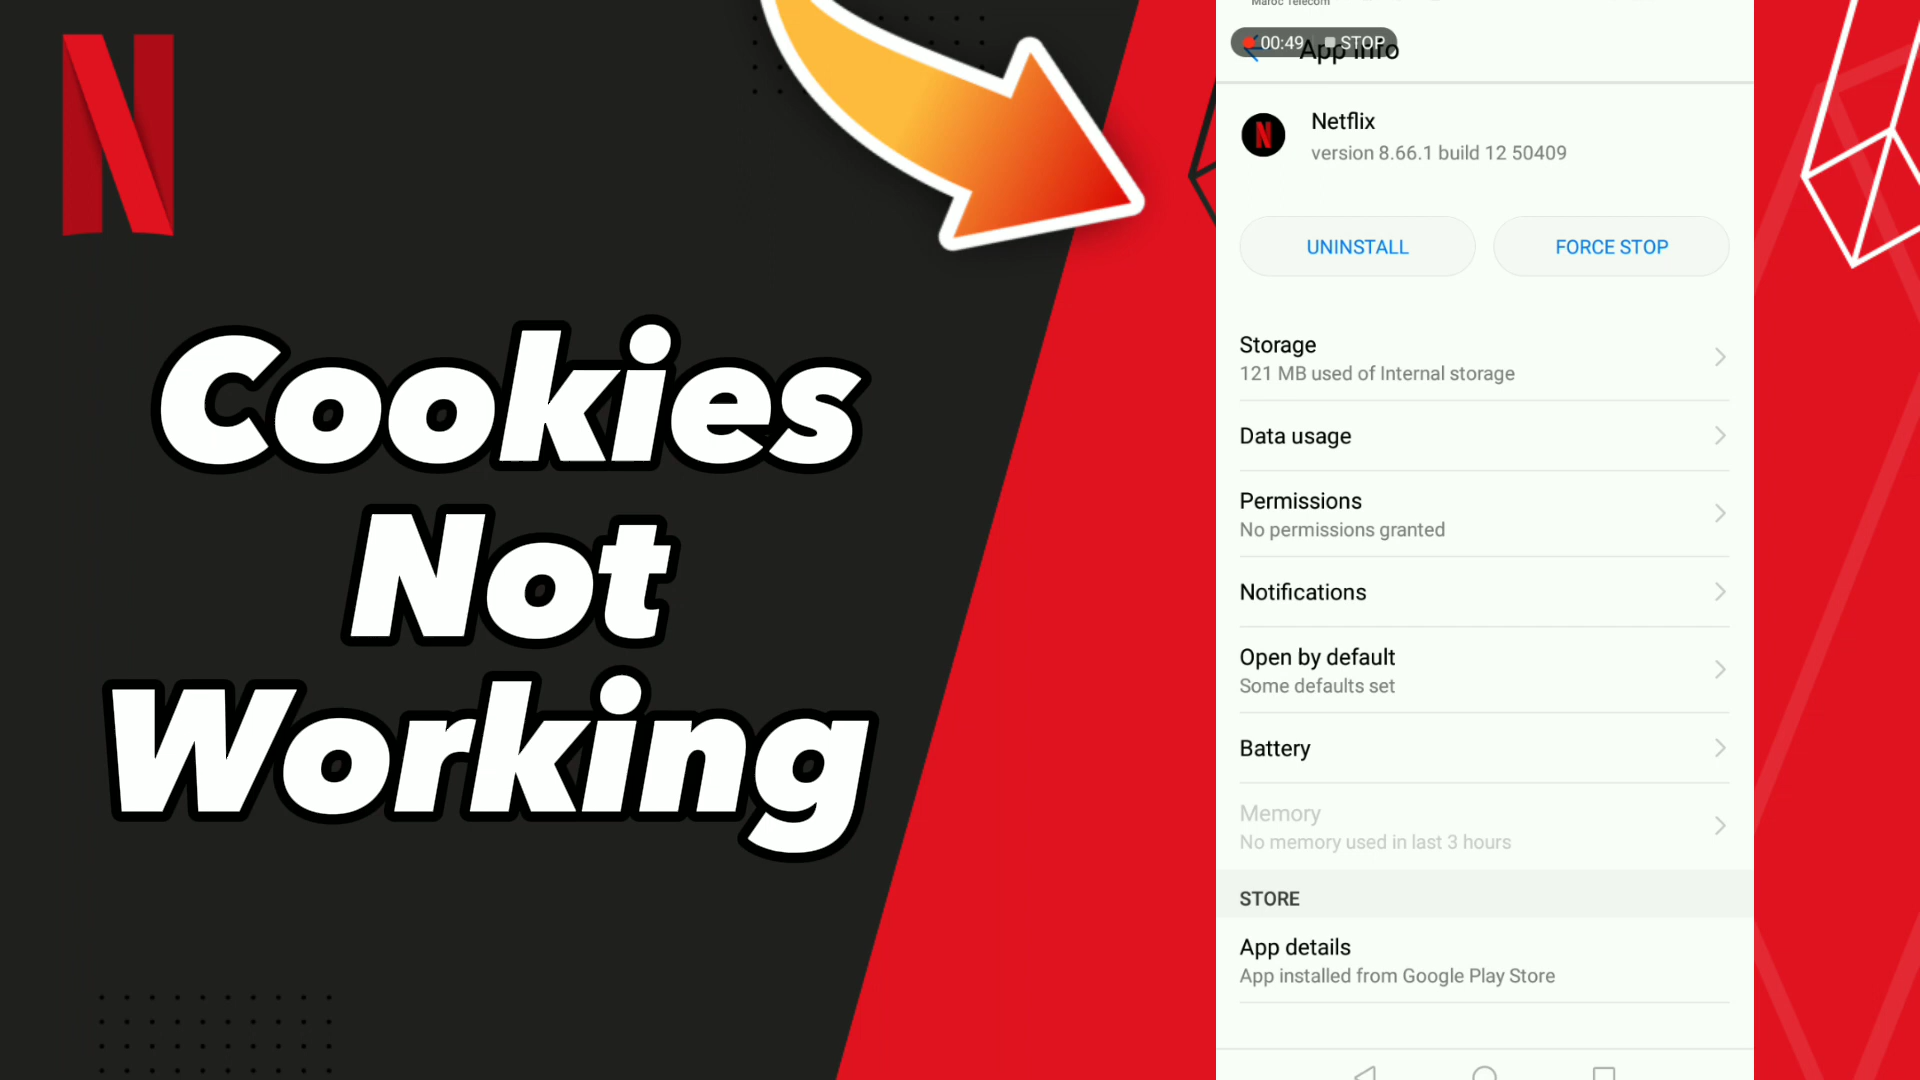 Cookies
Not
Working
Maroc Telecom
00:49 STOP
App info
Netflix
version 8.66.1 build 12 50409
UNINSTALL
FORCE STOP
Storage
121 MB used of Internal storage
Data usage
Permissions
No permissions granted
Notifications
Open by default
Some defaults set
Battery
Memory
No memory used in last 3 hours
STORE
App details
App installed from Google Play Store